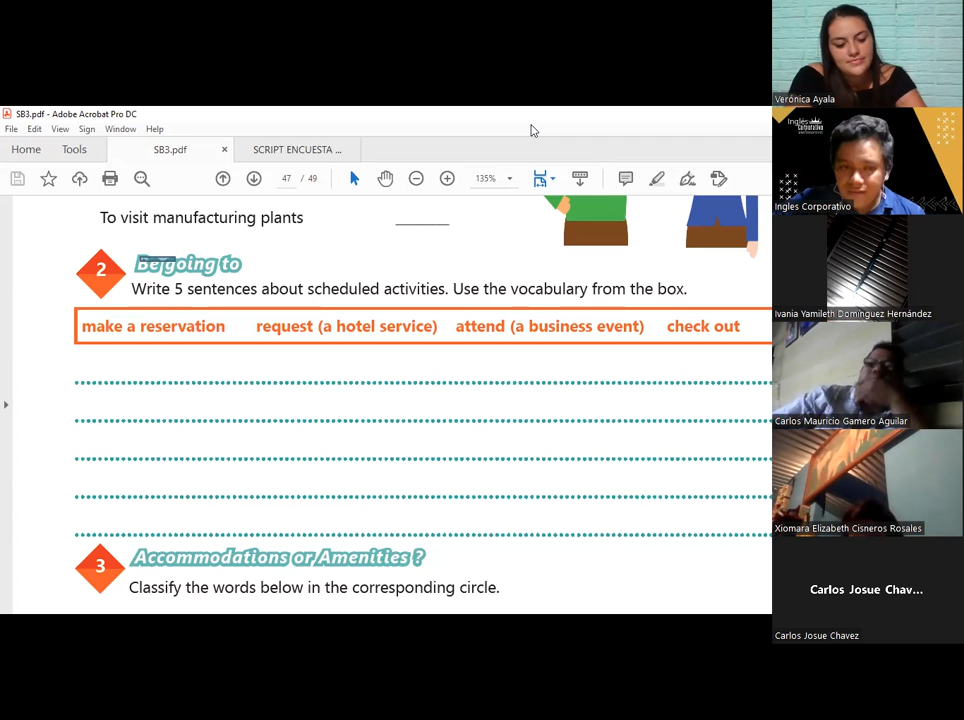 SB3.pdf - Adobe Acrobat Pro DC
File Edit View Sign Window Help
Home Tools SB3.pdf × SCRIPT ENCUESTA ...
47 / 49 135%
To visit manufacturing plants ______
2 Be going to
Write 5 sentences about scheduled activities. Use the vocabulary from the box.
make a reservation request (a hotel service) attend (a business event) check out
3 Accommodations or Amenities ?
Classify the words below in the corresponding circle.
Verónica Ayala
Inglés
Corporativo
Ingles Corporativo
Ivania Yamileth Domínguez Hernández
Carlos Mauricio Gamero Aguilar
Xiomara Elizabeth Cisneros Rosales
Carlos Josue Chav...
Carlos Josue Chavez